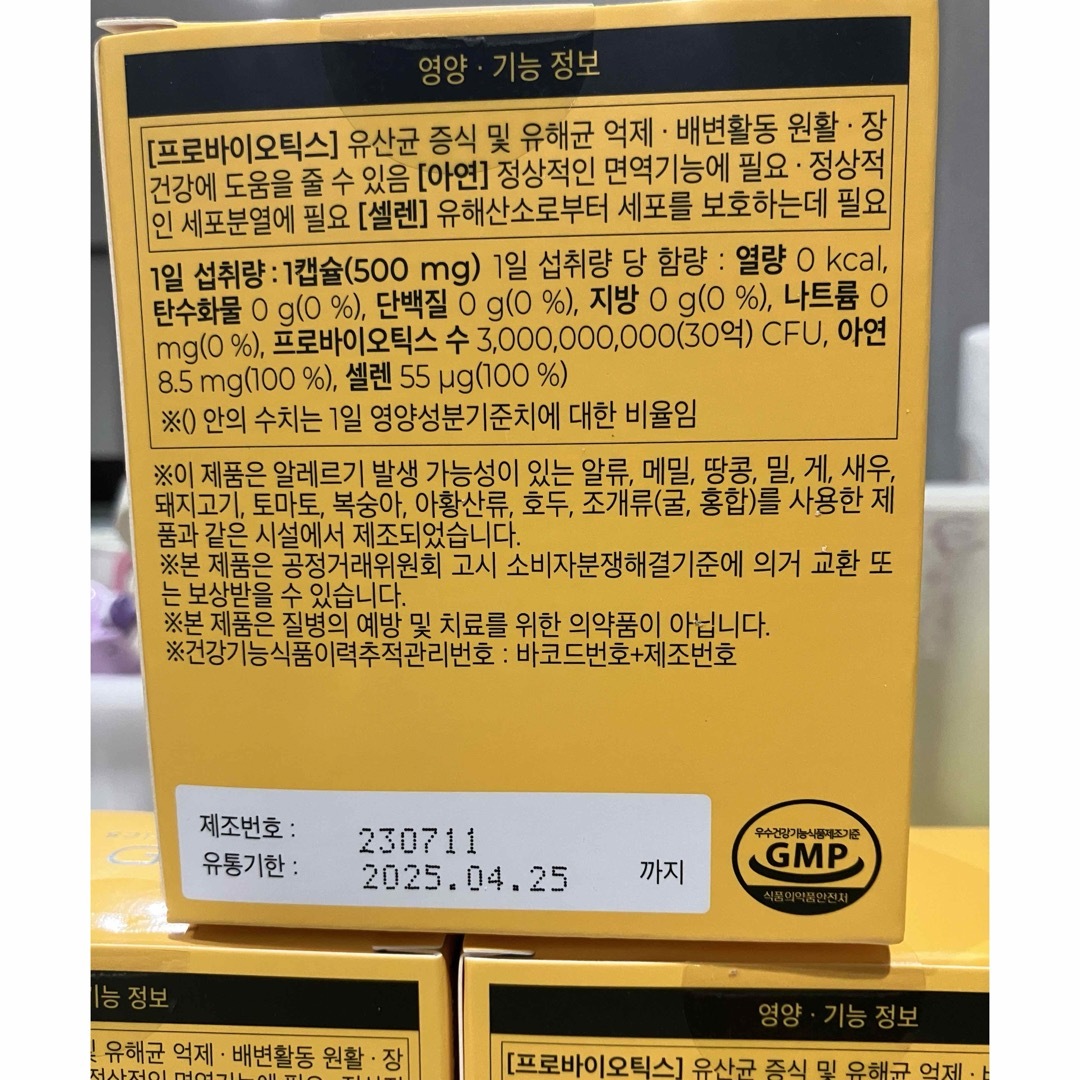 영양 · 기능 정보
[프로바이오틱스] 유산균 증식 및 유해균 억제 · 배변활동 원활 · 장
건강에 도움을 줄 수 있음 [아연] 정상적인 면역기능에 필요 · 정상적
인 세포분열에 필요 [셀렌] 유해산소로부터 세포를 보호하는데 필요
1일 섭취량 : 1캡슐(500 mg) 1일 섭취량 당 함량 : 열량 0 kcal,
탄수화물 0 g(0 %), 단백질 0 g(0 %), 지방 0 g(0 %), 나트륨 0
mg(0 %), 프로바이오틱스 수 3,000,000,000(30억) CFU, 아연
8.5 mg(100 %), 셀렌 55 μg(100 %)
※() 안의 수치는 1일 영양성분기준치에 대한 비율임
※이 제품은 알레르기 발생 가능성이 있는 알류, 메밀, 땅콩, 밀, 게, 새우,
돼지고기, 토마토, 복숭아, 아황산류, 호두, 조개류(굴, 홍합)를 사용한 제
품과 같은 시설에서 제조되었습니다.
※본 제품은 공정거래위원회 고시 소비자분쟁해결기준에 의거 교환 또
는 보상받을 수 있습니다.
※본 제품은 질병의 예방 및 치료를 위한 의약품이 아닙니다.
※건강기능식품이력추적관리번호 : 바코드번호+제조번호
제조번호 : 230711
유통기한 : 2025.04.25 까지
우수건강기능식품제조기준
GMP
식품의약품안전처
기능 정보
및 유해균 억제 · 배변활동 원활 · 장
영양 · 기능 정보
[프로바이오틱스] 유산균 증식 및 유해균 억제 ·